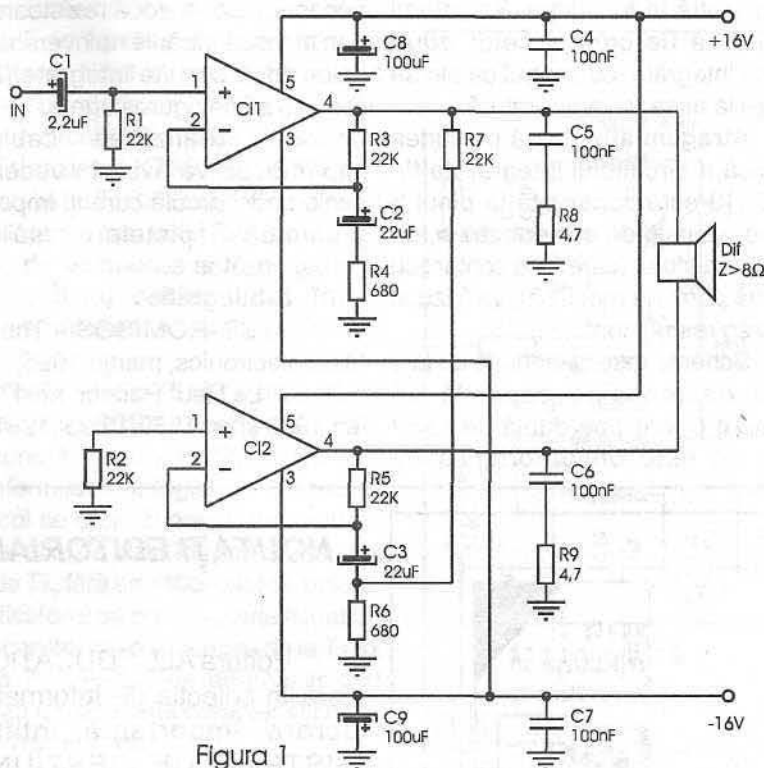 +16V
C8
100uF
C4
100nF
C1
2,2uF
IN
R1
22K
1
2
+
−
CI1
5
4
3
R3
22K
R7
22K
C5
100nF
C2
22uF
R4
680
R8
4,7
Dif
Z>8Ω
1
2
+
−
CI2
5
4
3
R2
22K
R5
22K
C6
100nF
C3
22uF
R6
680
R9
4,7
-16V
C9
100uF
C7
100nF
Figura 1